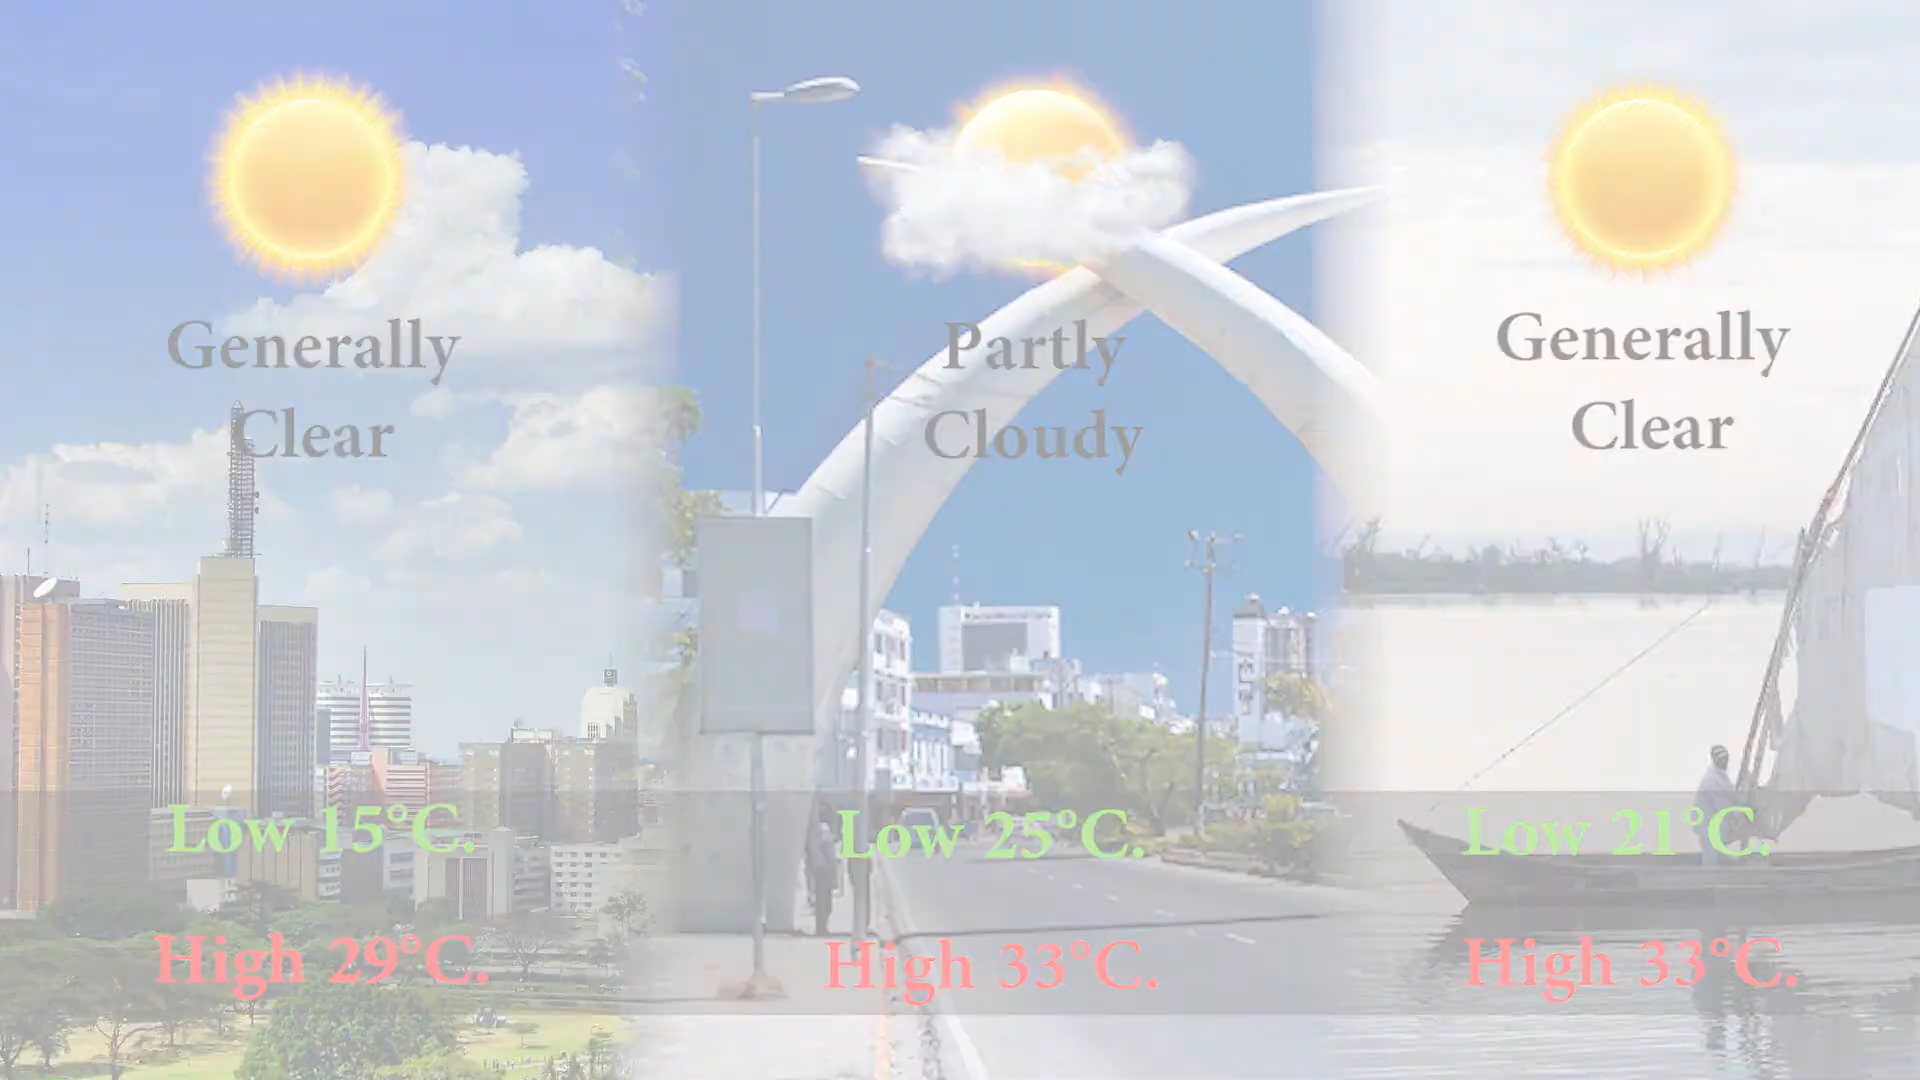 Generally
Clear
Low 15°C.
High 29°C.
Partly
Cloudy
Low 25°C.
High 33°C.
Generally
Clear
Low 21°C.
High 33°C.